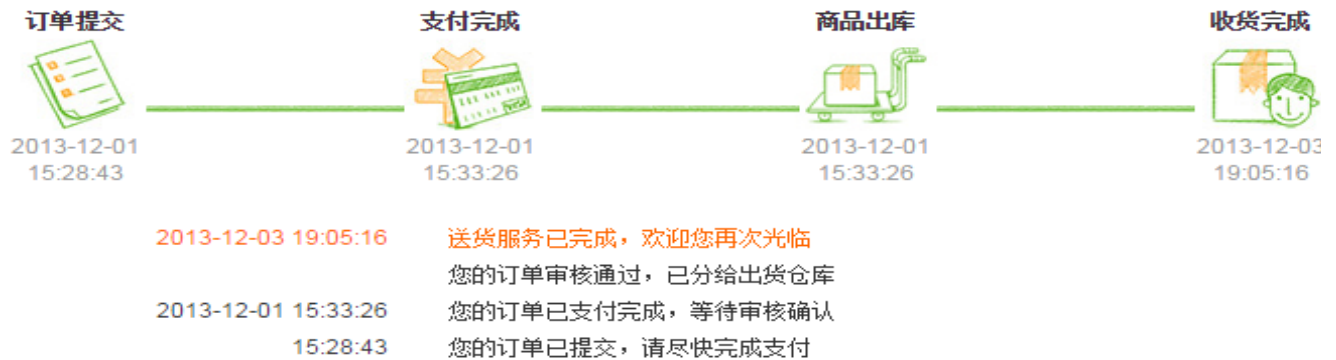 订单提交 支付完成 商品出库 收货完成
2013-12-01 2013-12-01 2013-12-01 2013-12-03
15:28:43 15:33:26 15:33:26 19:05:16
2013-12-03 19:05:16 送货服务已完成，欢迎您再次光临
您的订单审核通过，已分给出货仓库
2013-12-01 15:33:26 您的订单已支付完成，等待审核确认
15:28:43 您的订单已提交，请尽快完成支付